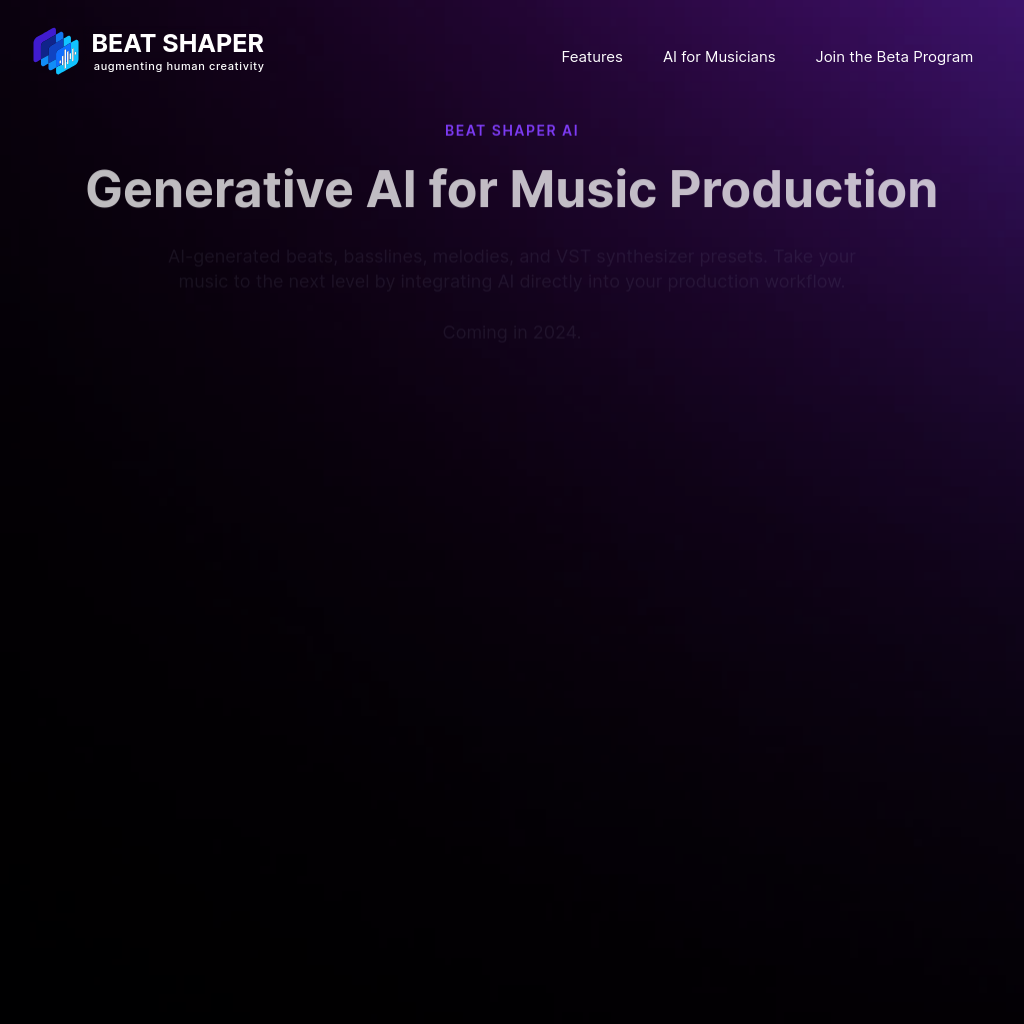 BEAT SHAPER
augmenting human creativity
Features
AI for Musicians
Join the Beta Program
BEAT SHAPER AI
Generative AI for Music Production
AI-generated beats, basslines, melodies, and VST synthesizer presets. Take your
music to the next level by integrating AI directly into your production workflow.
Coming in 2024.